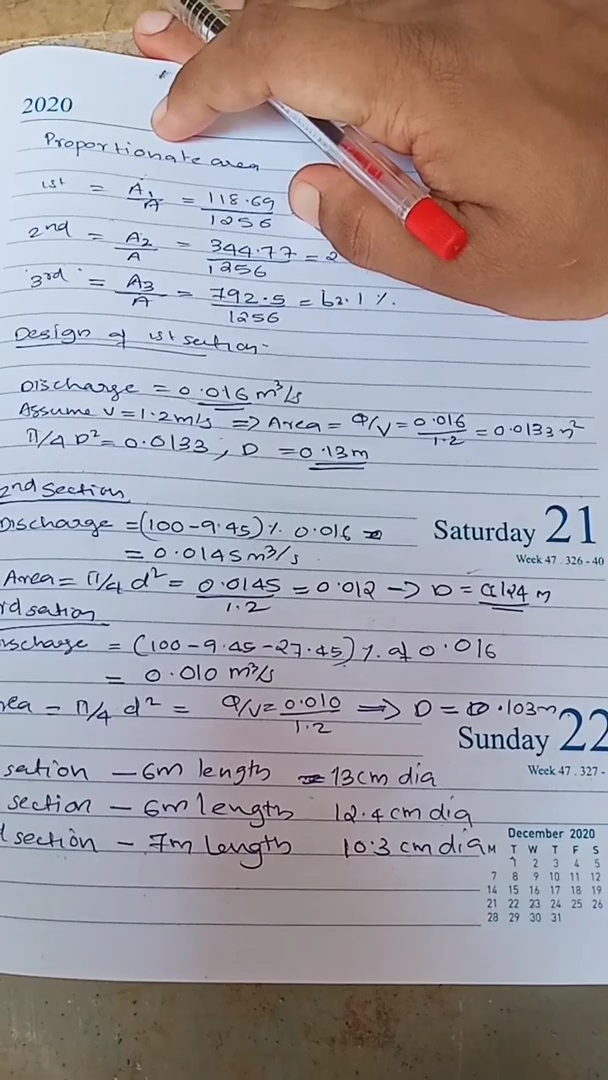 2020
Proportionate area
1st = A1/A = 118.69/1256
2nd = A2/A = 344.77/1256 = 2
3rd = A3/A = 792.5/1256 = 62.1 %.
Design of 1st section-
Discharge = 0.016 m³/s
Assume V = 1.2 m/s => Area = Q/V = 0.016/1.2 = 0.0133 m²
π/4 D² = 0.0133, D = 0.13m
2nd section
Discharge = (100-9.45)% 0.016
= 0.0145 m³/s
Saturday 21
Week 47 . 326 - 40
Area = π/4 d² = 0.0145/1.2 = 0.012 -> D = 0.124 m
rd sation
ischarge = (100-9.45-27.45) % of 0.016
= 0.010 m³/s
rea = π/4 d² = Q/V = 0.010/1.2 => D = 0.103m
Sunday 22
Week 47 . 327 -
sation - 6m length - 13cm dia
section - 6m length 12.4 cm dia
section - 7m length 10.3 cm dia
December 2020
M T W T F S
1 2 3 4 5
7 8 9 10 11 12
14 15 16 17 18 19
21 22 23 24 25 26
28 29 30 31